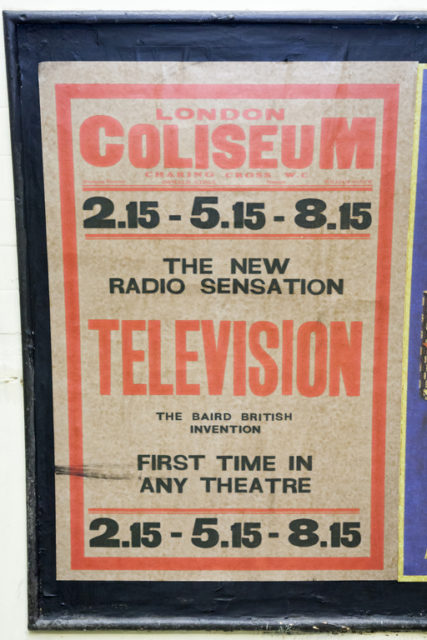 LONDON
COLISEUM
CHARING CROSS W.C.
2.15 - 5.15 - 8.15
THE NEW
RADIO SENSATION
TELEVISION
THE BAIRD BRITISH
INVENTION
FIRST TIME IN
ANY THEATRE
2.15 - 5.15 - 8.15